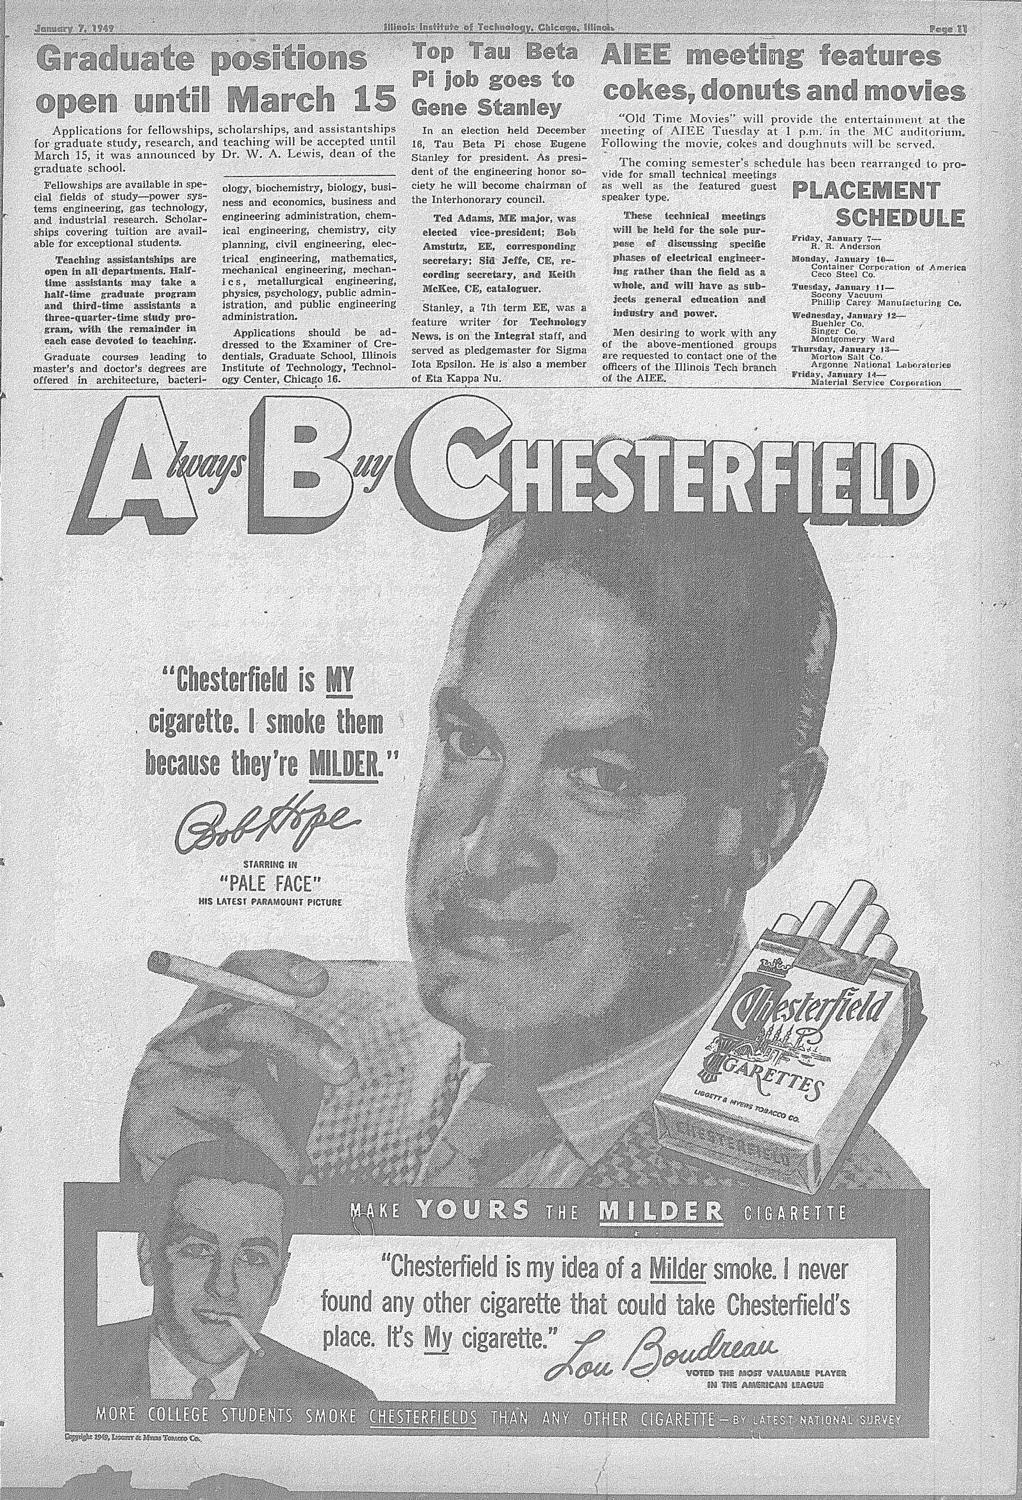 January 7, 1949
Illinois Institute of Technology, Chicago, Illinois
Page 11
Graduate positions
open until March 15
Applications for fellowships, scholarships, and assistantships
for graduate study, research, and teaching will be accepted until
March 15, it was announced by Dr. W. A. Lewis, dean of the
graduate school.
Fellowships are available in spe-
cial fields of study—power sys-
tems engineering, gas technology,
and industrial research. Scholar-
ships covering tuition are avail-
able for exceptional students.
Teaching assistantships are
open in all departments. Half-
time assistants may take a
half-time graduate program
and third-time assistants a
three-quarter-time study pro-
gram, with the remainder in
each case devoted to teaching.
Graduate courses leading to
master's and doctor's degrees are
offered in architecture, bacteri-
ology, biochemistry, biology, busi-
ness and economics, business and
engineering administration, chem-
ical engineering, chemistry, city
planning, civil engineering, elec-
trical engineering, mathematics,
mechanical engineering, mechan-
ics, metallurgical engineering,
physics, psychology, public admin-
istration, and public engineering
administration.
Applications should be ad-
dressed to the Examiner of Cre-
dentials, Graduate School, Illinois
Institute of Technology, Technol-
ogy Center, Chicago 16.
Top Tau Beta
Pi job goes to
Gene Stanley
In an election held December
16, Tau Beta Pi chose Eugene
Stanley for president. As presi-
dent of the engineering honor so-
ciety he will become chairman of
the Interhonorary council.
Ted Adams, ME major, was
elected vice-president; Bob
Amstutz, EE, corresponding
secretary; Sid Jeffe, CE, re-
cording secretary, and Keith
McKee, CE, cataloguer.
Stanley, a 7th term EE, was a
feature writer for Technology
News, is on the Integral staff, and
served as pledgemaster for Sigma
Iota Epsilon. He is also a member
of Eta Kappa Nu.
AIEE meeting features
cokes, donuts and movies
"Old Time Movies" will provide the entertainment at the
meeting of AIEE Tuesday at 1 p.m. in the MC auditorium.
Following the movie, cokes and doughnuts will be served.
The coming semester's schedule has been rearranged to pro-
vide for small technical meetings
as well as the featured guest
speaker type.
These technical meetings
will be held for the sole pur-
pose of discussing specific
phases of electrical engineer-
ing rather than the field as a
whole, and will have as sub-
jects general education and
industry and power.
Men desiring to work with any
of the above-mentioned groups
are requested to contact one of the
officers of the Illinois Tech branch
of the AIEE.
PLACEMENT
SCHEDULE
Friday, January 7—
R. R. Anderson
Monday, January 10—
Container Corporation of America
Ceco Steel Co.
Tuesday, January 11—
Socony Vacuum
Phillip Carey Manufacturing Co.
Wednesday, January 12—
Buehler Co.
Singer Co.
Montgomery Ward
Thursday, January 13—
Morton Salt Co.
Argonne National Laboratories
Friday, January 14—
Material Service Corporation
Always Buy CHESTERFIELD
"Chesterfield is MY
cigarette. I smoke them
because they're MILDER."
Bob Hope
STARRING IN
"PALE FACE"
HIS LATEST PARAMOUNT PICTURE
Chesterfield
CIGARETTES
LIGGETT & MYERS TOBACCO CO.
CHESTERFIELD
MAKE YOURS THE MILDER CIGARETTE
"Chesterfield is my idea of a Milder smoke. I never
found any other cigarette that could take Chesterfield's
place. It's My cigarette."
Lou Boudreau
VOTED THE MOST VALUABLE PLAYER
IN THE AMERICAN LEAGUE
MORE COLLEGE STUDENTS SMOKE CHESTERFIELDS THAN ANY OTHER CIGARETTE—BY LATEST NATIONAL SURVEY
Copyright 1949, Liggett & Myers Tobacco Co.